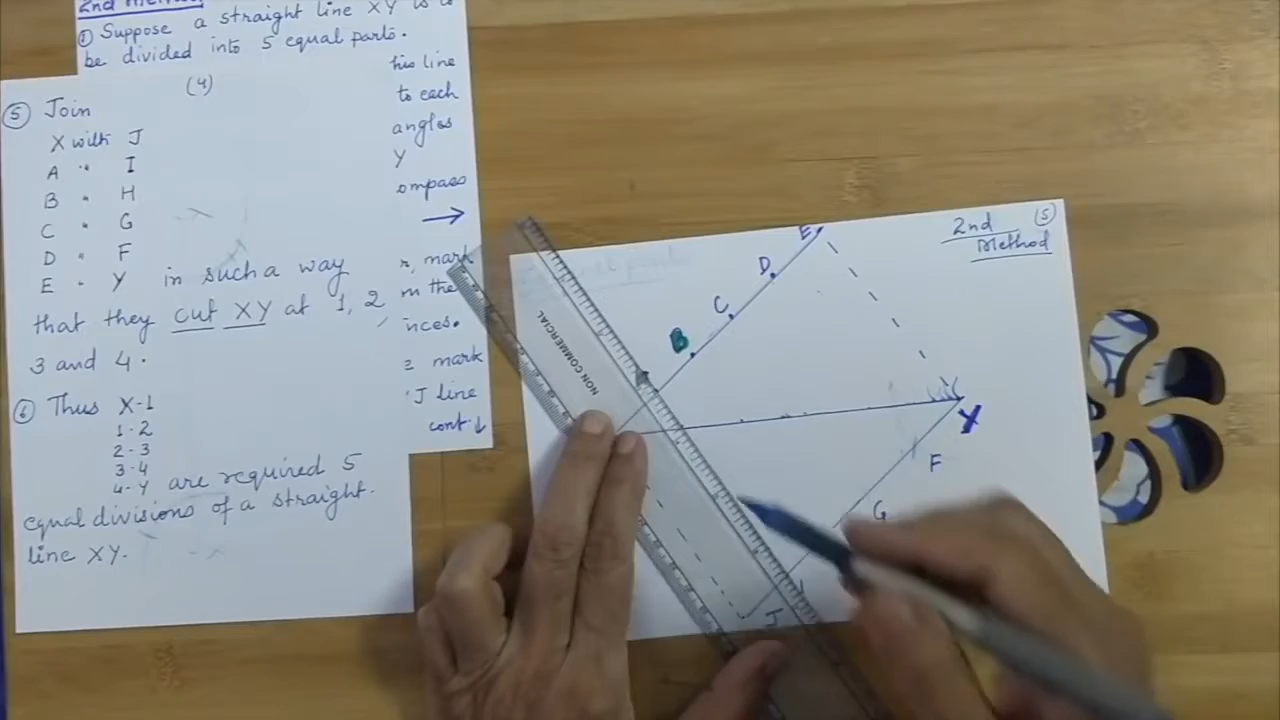 2nd Method
① Suppose a straight line XY is to
be divided into 5 equal parts.
(4)
his line
to each
angles
Y
ompass
→
r, mark
m the
nces.
mark
J line
cont. ↓
⑤ Join
X with J
A " I
B " H
C " G
D " F
E " Y in such a way
that they cut XY at 1, 2,
3 and 4.
⑥ Thus X-1
1-2
2-3
3-4
4-Y are required 5
equal divisions of a straight
line XY.
2nd (5)
Method
E
D
C
B
Y
F
G
NON COMMERCIAL